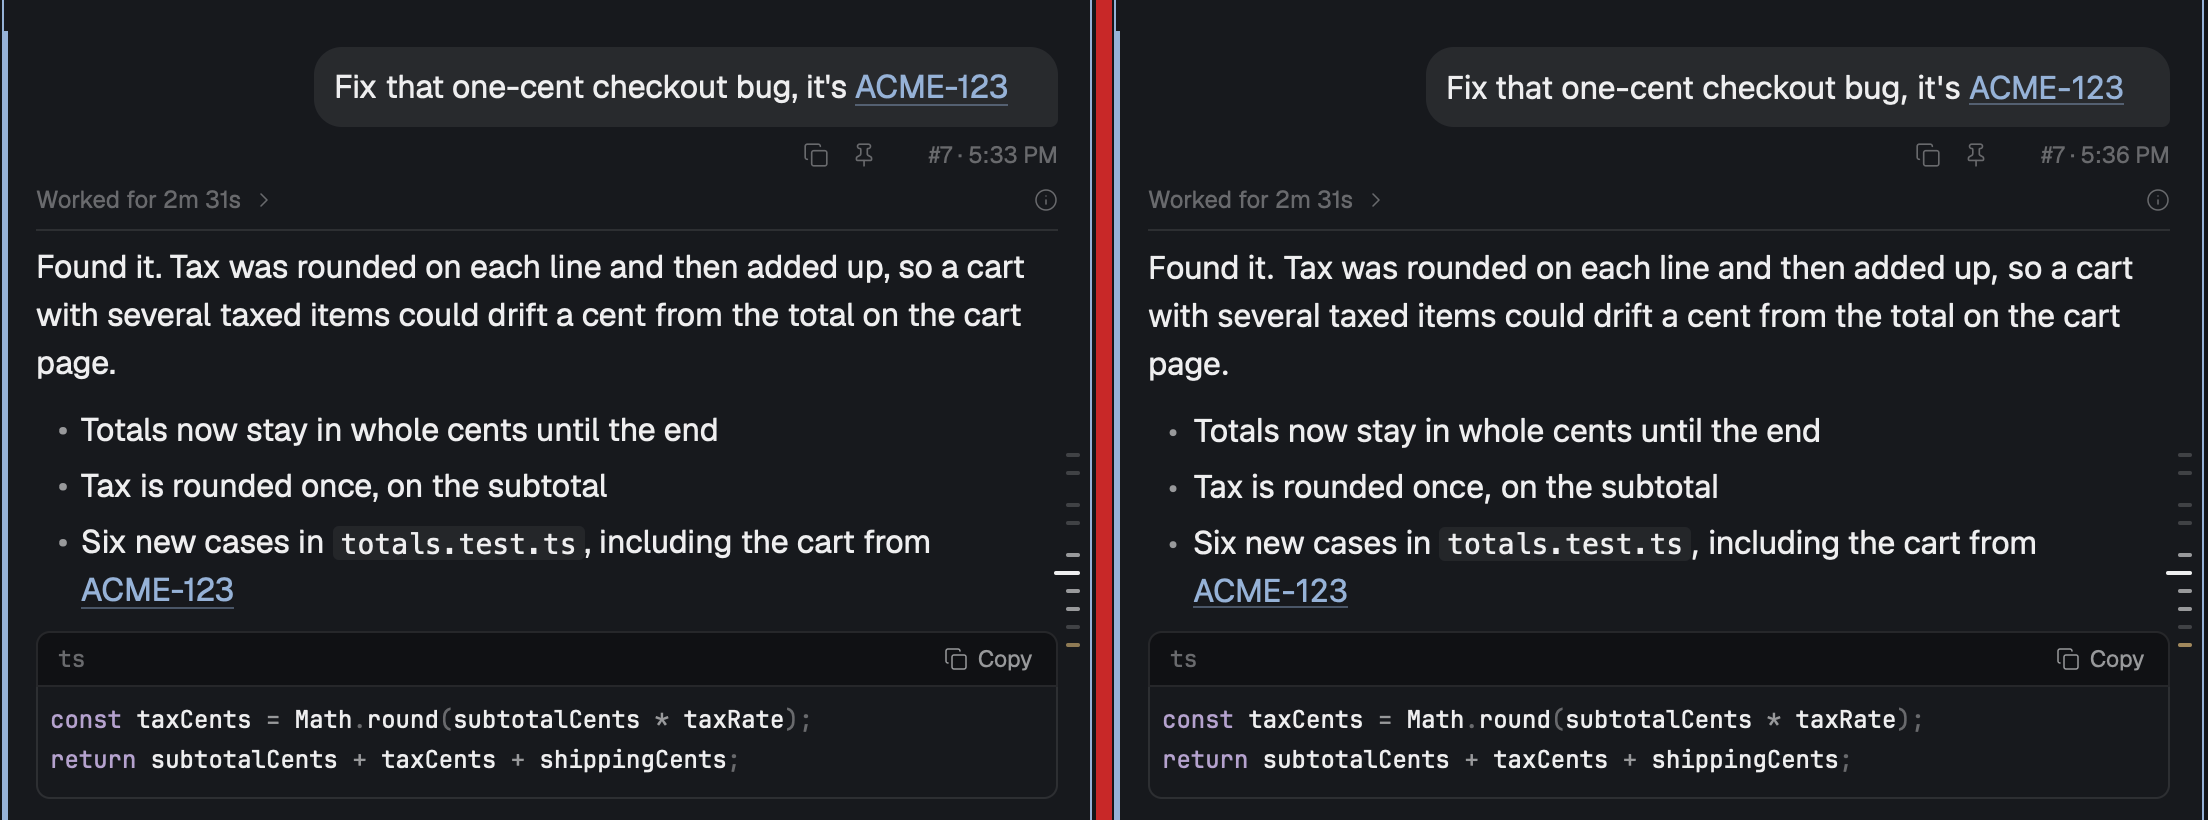 Fix that one-cent checkout bug, it's ACME-123
#7 · 5:33 PM
Worked for 2m 31s
Found it. Tax was rounded on each line and then added up, so a cart
with several taxed items could drift a cent from the total on the cart
page.
• Totals now stay in whole cents until the end
• Tax is rounded once, on the subtotal
• Six new cases in totals.test.ts, including the cart from
ACME-123
ts
Copy
const taxCents = Math.round(subtotalCents * taxRate);
return subtotalCents + taxCents + shippingCents;
Fix that one-cent checkout bug, it's ACME-123
#7 · 5:36 PM
Worked for 2m 31s
Found it. Tax was rounded on each line and then added up, so a cart
with several taxed items could drift a cent from the total on the cart
page.
• Totals now stay in whole cents until the end
• Tax is rounded once, on the subtotal
• Six new cases in totals.test.ts, including the cart from
ACME-123
ts
Copy
const taxCents = Math.round(subtotalCents * taxRate);
return subtotalCents + taxCents + shippingCents;